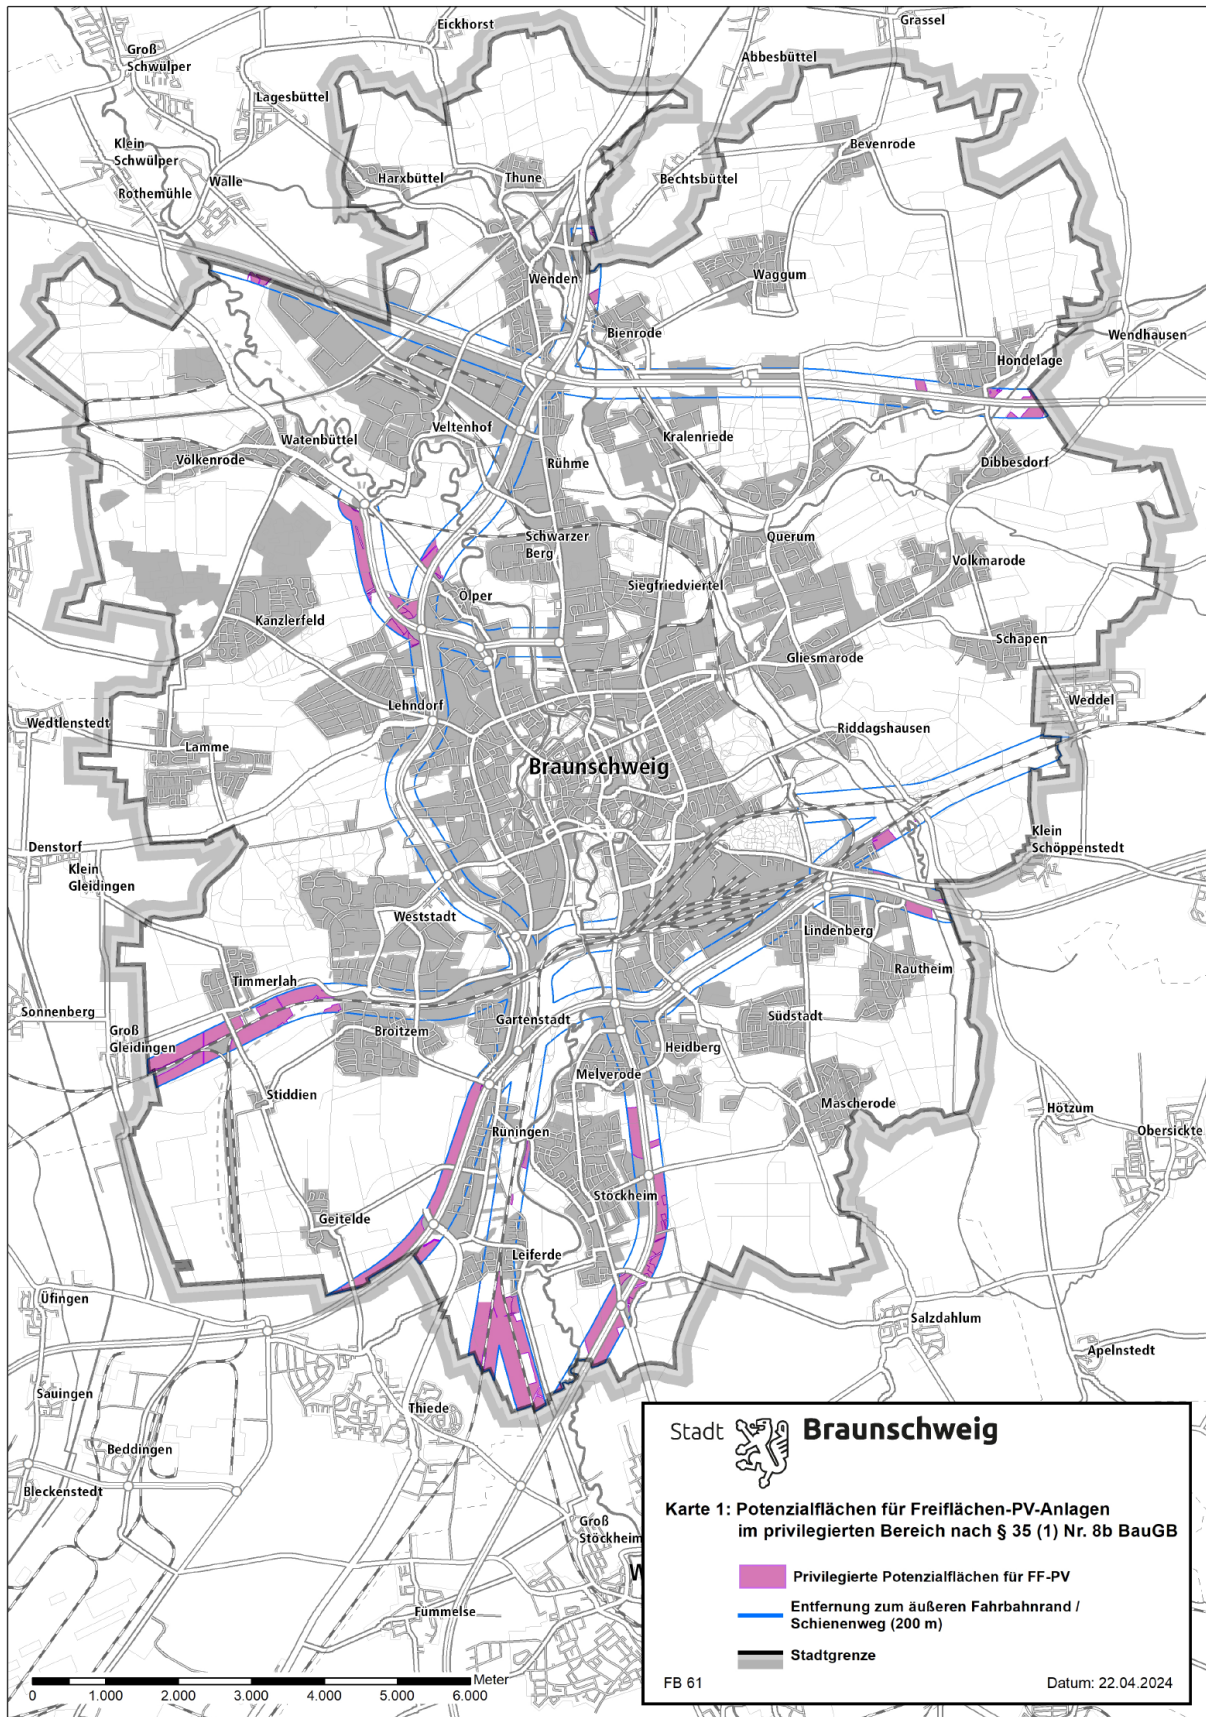 Eickhorst
Grassel
Groß
Schwülper
Abbesbüttel
Lagesbüttel
Klein
Schwülper
Bevenrode
Harxbüttel
Thune
Bechtsbüttel
Rothemühle
Walle
Wenden
Waggum
Bienrode
Wendhausen
Hondelage
Veltenhof
Kralenriede
Watenbüttel
Völkenrode
Rühme
Dibbesdorf
Schwarzer
Berg
Querum
Volkmarode
Siegfriedviertel
Ölper
Kanzlerfeld
Schapen
Gliesmarode
Lehndorf
Weddel
Wedtlenstedt
Riddagshausen
Lamme
Braunschweig
Denstorf
Klein
Schöppenstedt
Klein
Gleidingen
Weststadt
Lindenberg
Rautheim
Timmerlah
Sonnenberg
Groß
Gleidingen
Broitzem
Gartenstadt
Südstadt
Heidberg
Melverode
Stiddien
Mascherode
Hötzum
Rüningen
Obersickte
Stöckheim
Geitelde
Leiferde
Üfingen
Salzdahlum
Apelnstedt
Sauingen
Thiede
Beddingen
Bleckenstedt
Groß
Stöckheim
W
Fümmelse
Stadt Braunschweig
Karte 1: Potenzialflächen für Freiflächen-PV-Anlagen
im privilegierten Bereich nach § 35 (1) Nr. 8b BauGB
Privilegierte Potenzialflächen für FF-PV
Entfernung zum äußeren Fahrbahnrand /
Schienenweg (200 m)
Stadtgrenze
FB 61 Datum: 22.04.2024
Meter
0 1.000 2.000 3.000 4.000 5.000 6.000